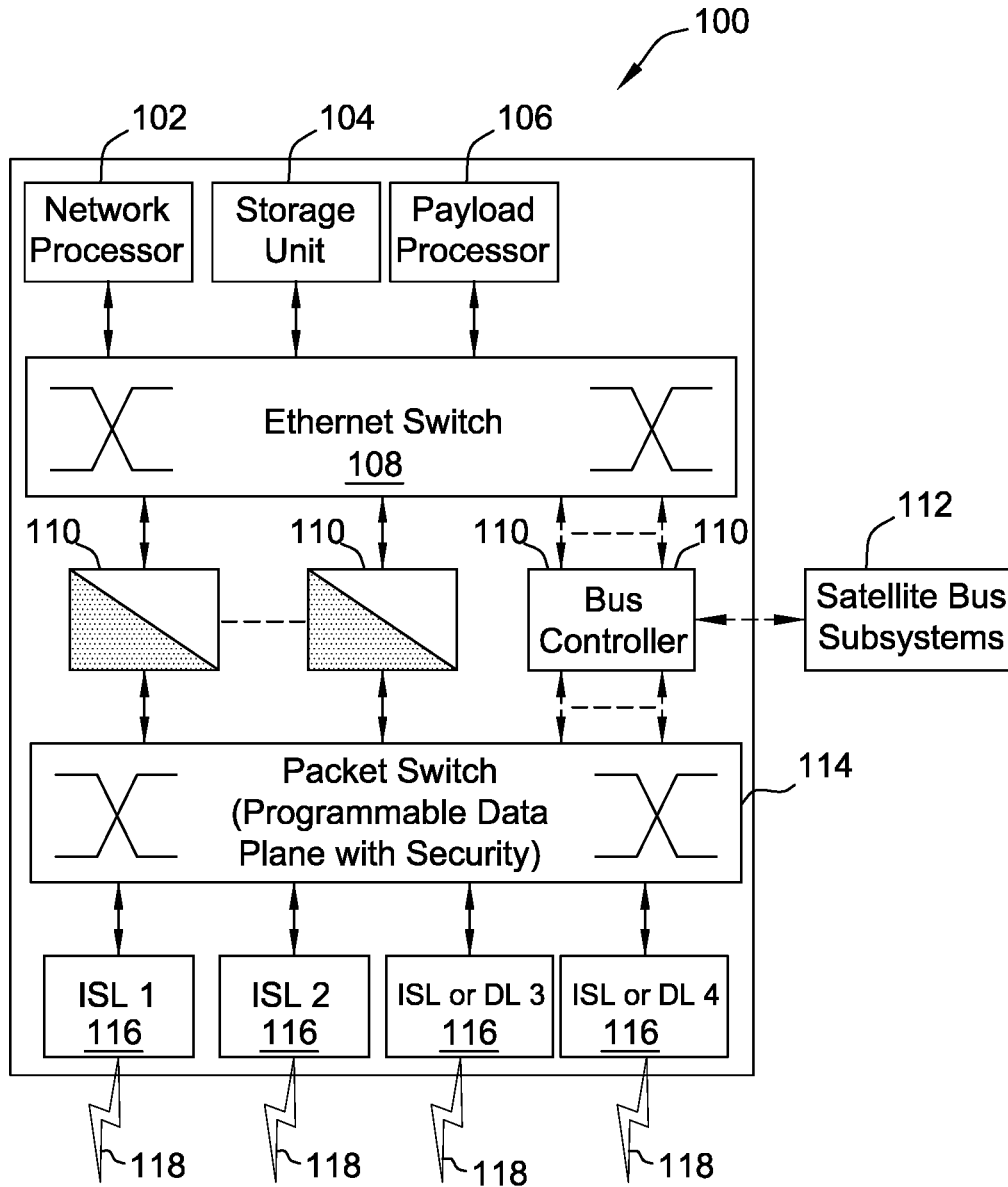 100
102
104
106
Network
Processor
Storage
Unit
Payload
Processor
Ethernet Switch
108
110
110
110
110
112
Bus
Controller
Satellite Bus
Subsystems
Packet Switch
(Programmable Data
Plane with Security)
114
ISL 1
116
ISL 2
116
ISL or DL 3
116
ISL or DL 4
116
118
118
118
118